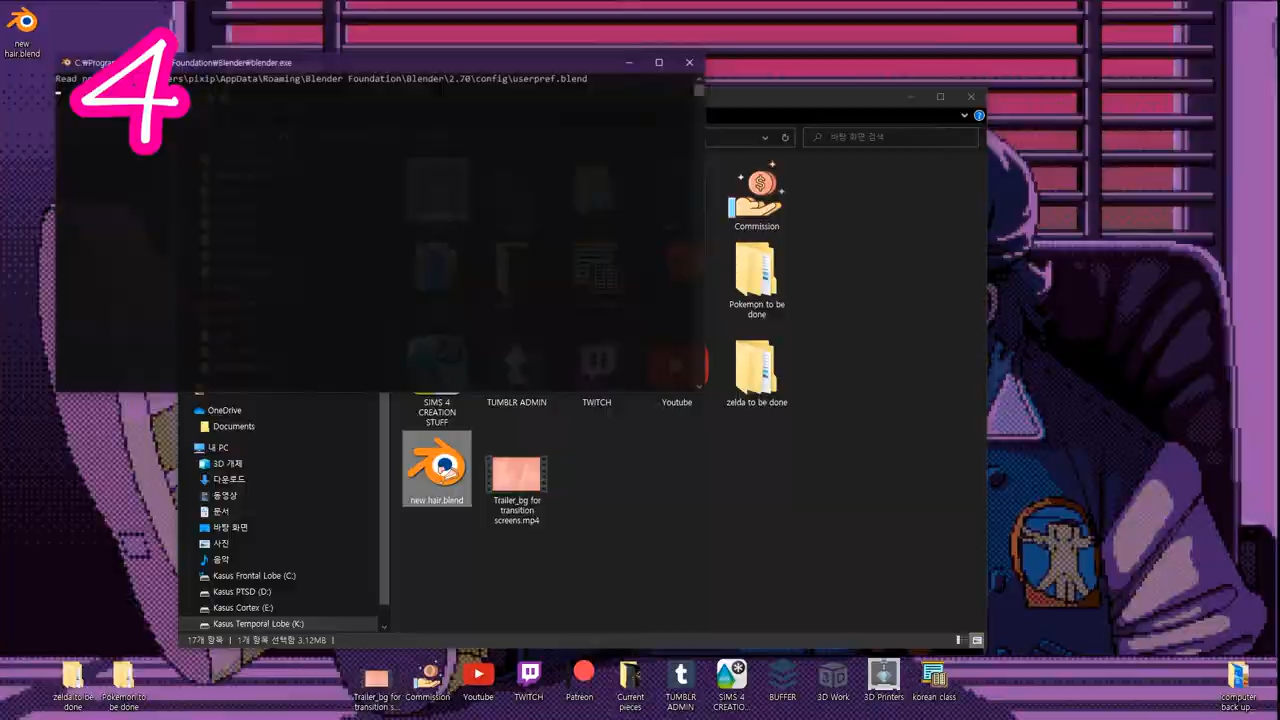 new
hair.blend
4
C:₩Progr
Foundation₩Blender₩blender.exe
Read
ers\pixip\AppData\Roaming\Blender Foundation\Blender\2.70\config\userpref.blend
바탕 화면 검색
Commission
Pokemon to be
done
SIMS 4
CREATION
STUFF
TUMBLR ADMIN
TWITCH
Youtube
zelda to be done
OneDrive
Documents
내 PC
3D 개체
다운로드
동영상
문서
바탕 화면
사진
음악
Kasus Frontal Lobe (C:)
Kasus PTSD (D:)
Kasus Cortex (E:)
Kasus Temporal Lobe (K:)
new hair.blend
Trailer_bg for
transition
screens.mp4
17개 항목
1개 항목 선택함 3.12MB
zelda to be
done
Pokemon to
be done
Trailer_bg for
transition s...
Commission
Youtube
TWITCH
Patreon
Current
pieces
TUMBLR
ADMIN
SIMS 4
CREATIO...
BUFFER
3D Work
3D Printers
korean class
computer
back up...